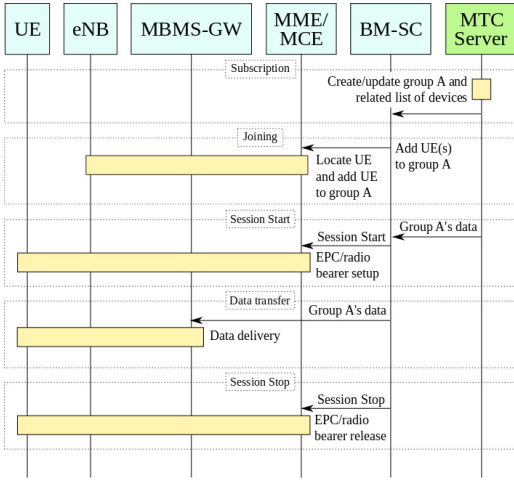 UE
eNB
MBMS-GW
MME/
MCE
BM-SC
MTC
Server
Subscription
Create/update group A and
related list of devices
Joining
Add UE(s)
to group A
Locate UE
and add UE
to group A
Session Start
Group A's data
Session Start
EPC/radio
bearer setup
Data transfer
Group A's data
Data delivery
Session Stop
Session Stop
EPC/radio
bearer release